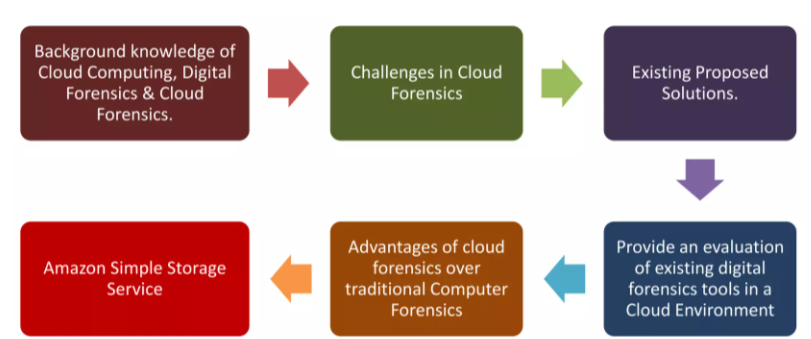 Background knowledge of
Cloud Computing, Digital
Forensics & Cloud
Forensics.
Challenges in Cloud
Forensics
Existing Proposed
Solutions.
Provide an evaluation
of existing digital
forensics tools in a
Cloud Environment
Advantages of cloud
forensics over
traditional Computer
Forensics
Amazon Simple Storage
Service